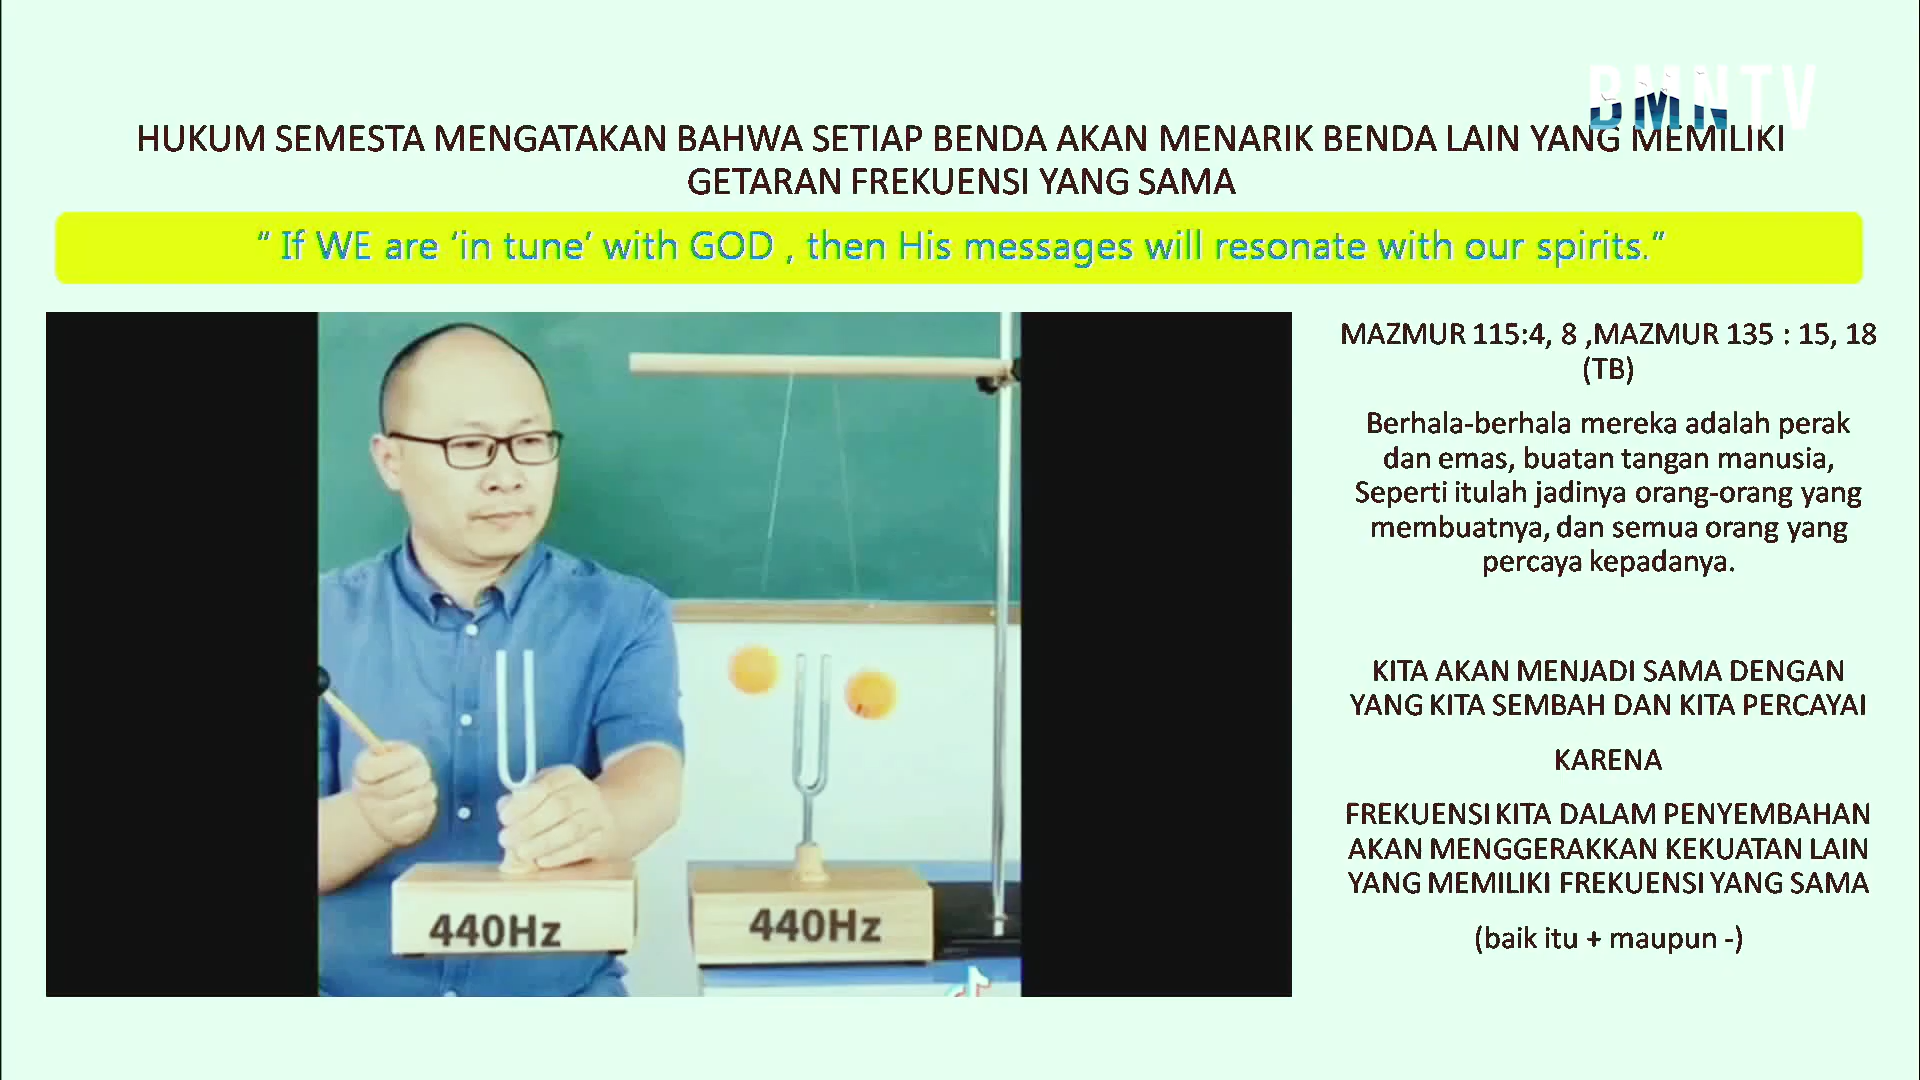 BMNTV
HUKUM SEMESTA MENGATAKAN BAHWA SETIAP BENDA AKAN MENARIK BENDA LAIN YANG MEMILIKI
GETARAN FREKUENSI YANG SAMA
“ If WE are ‘in tune’ with GOD , then His messages will resonate with our spirits.”
440Hz
440Hz
MAZMUR 115:4, 8 ,MAZMUR 135 : 15, 18
(TB)
Berhala-berhala mereka adalah perak
dan emas, buatan tangan manusia,
Seperti itulah jadinya orang-orang yang
membuatnya, dan semua orang yang
percaya kepadanya.
KITA AKAN MENJADI SAMA DENGAN
YANG KITA SEMBAH DAN KITA PERCAYAI
KARENA
FREKUENSI KITA DALAM PENYEMBAHAN
AKAN MENGGERAKKAN KEKUATAN LAIN
YANG MEMILIKI FREKUENSI YANG SAMA
(baik itu + maupun -)